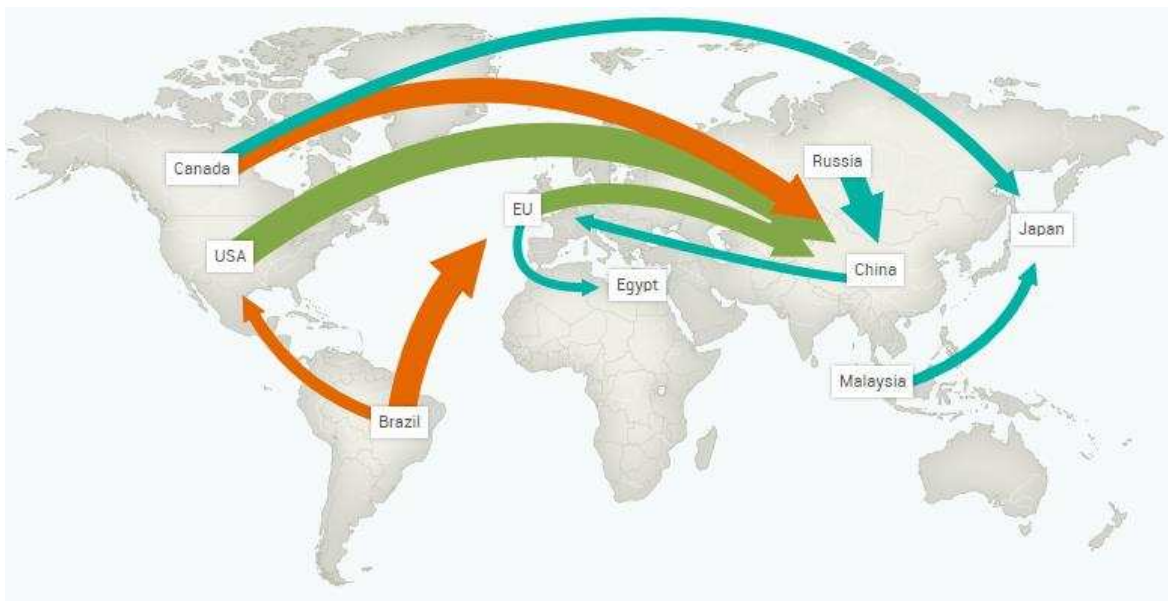 Canada
Russia
EU
Japan
USA
China
Egypt
Malaysia
Brazil